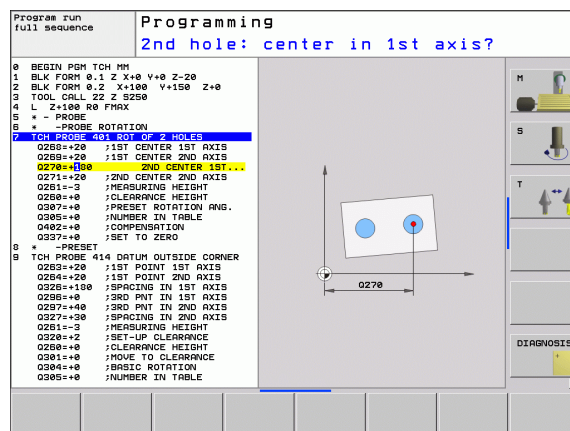 Program run
full sequence
Programming
2nd hole: center in 1st axis?
0 BEGIN PGM TCH MM
1 BLK FORM 0.1 Z X+0 Y+0 Z-20
2 BLK FORM 0.2 X+100 Y+150 Z+0
3 TOOL CALL 22 Z S250
4 L Z+100 R0 FMAX
5 * - PROBE
6 * -PROBE ROTATION
7 TCH PROBE 401 ROT OF 2 HOLES
Q268=+20 ;1ST CENTER 1ST AXIS
Q269=+20 ;1ST CENTER 2ND AXIS
Q270=+180 2ND CENTER 1ST...
Q271=+20 ;2ND CENTER 2ND AXIS
Q261=-3 ;MEASURING HEIGHT
Q260=+0 ;CLEARANCE HEIGHT
Q307=+0 ;PRESET ROTATION ANG.
Q305=+0 ;NUMBER IN TABLE
Q402=+0 ;COMPENSATION
Q337=+0 ;SET TO ZERO
8 * -PRESET
9 TCH PROBE 414 DATUM OUTSIDE CORNER
Q263=+20 ;1ST POINT 1ST AXIS
Q264=+20 ;1ST POINT 2ND AXIS
Q326=+180 ;SPACING IN 1ST AXIS
Q296=+0 ;3RD PNT IN 1ST AXIS
Q297=+40 ;3RD PNT IN 2ND AXIS
Q327=+30 ;SPACING IN 2ND AXIS
Q261=-3 ;MEASURING HEIGHT
Q320=+2 ;SET-UP CLEARANCE
Q260=+0 ;CLEARANCE HEIGHT
Q301=+0 ;MOVE TO CLEARANCE
Q304=+0 ;BASIC ROTATION
Q305=+0 ;NUMBER IN TABLE
Q270
M
S
T
DIAGNOSIS